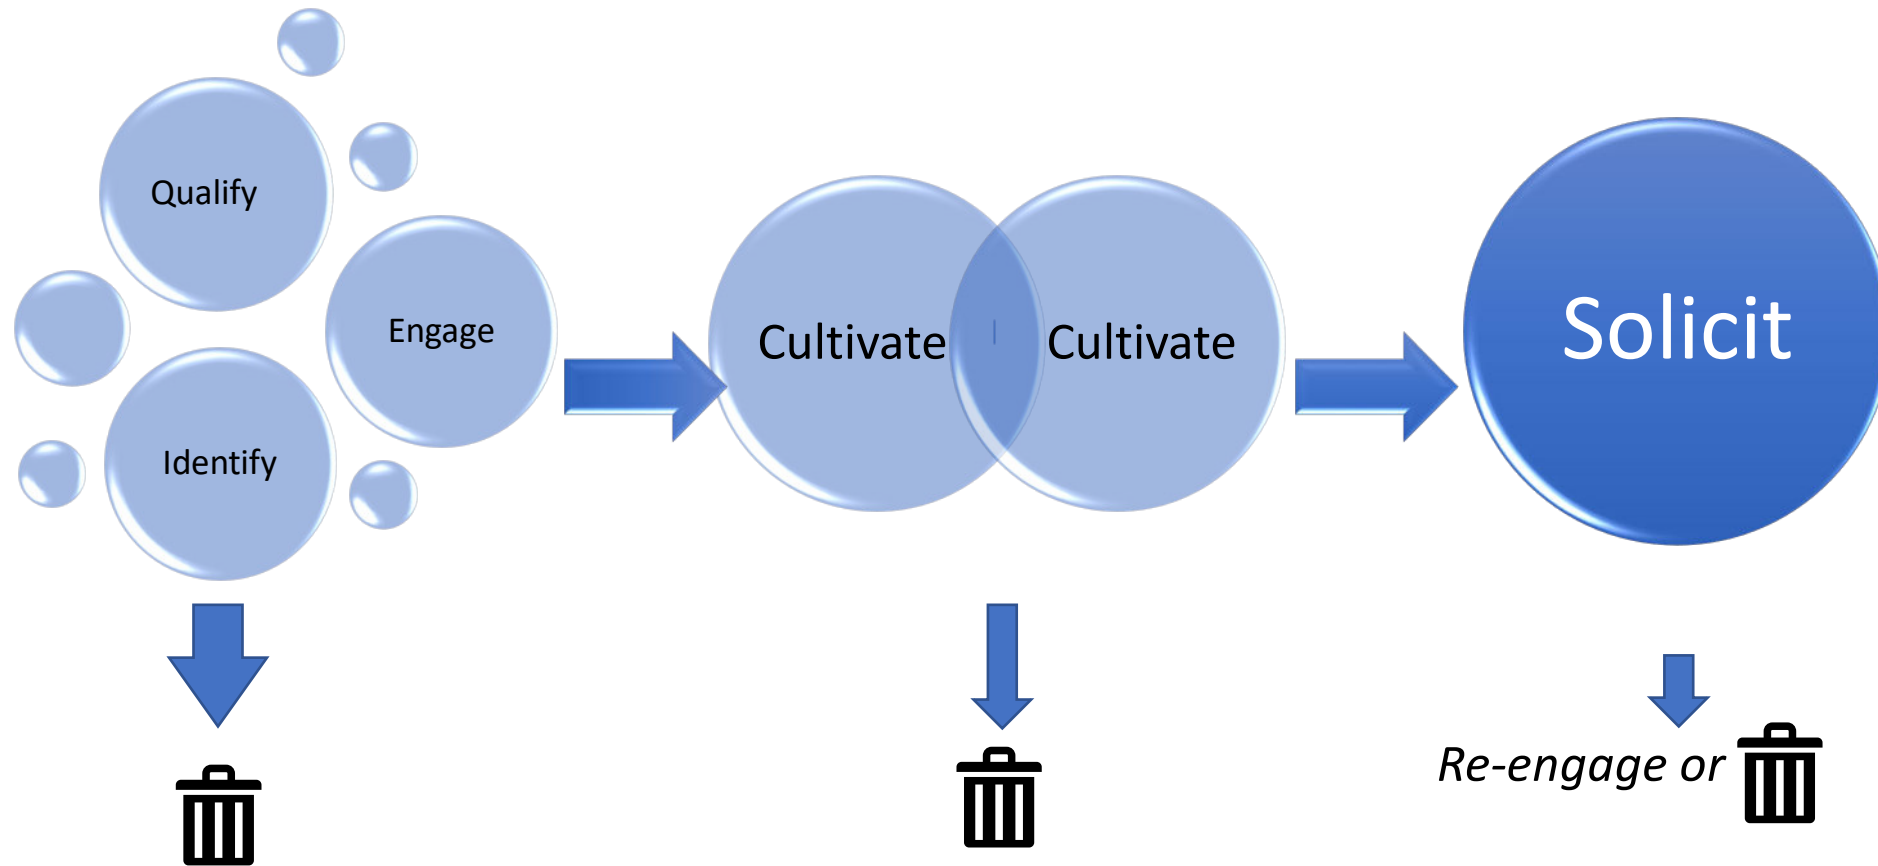 Qualify
Engage
Identify
Cultivate
Cultivate
Solicit
Re-engage or